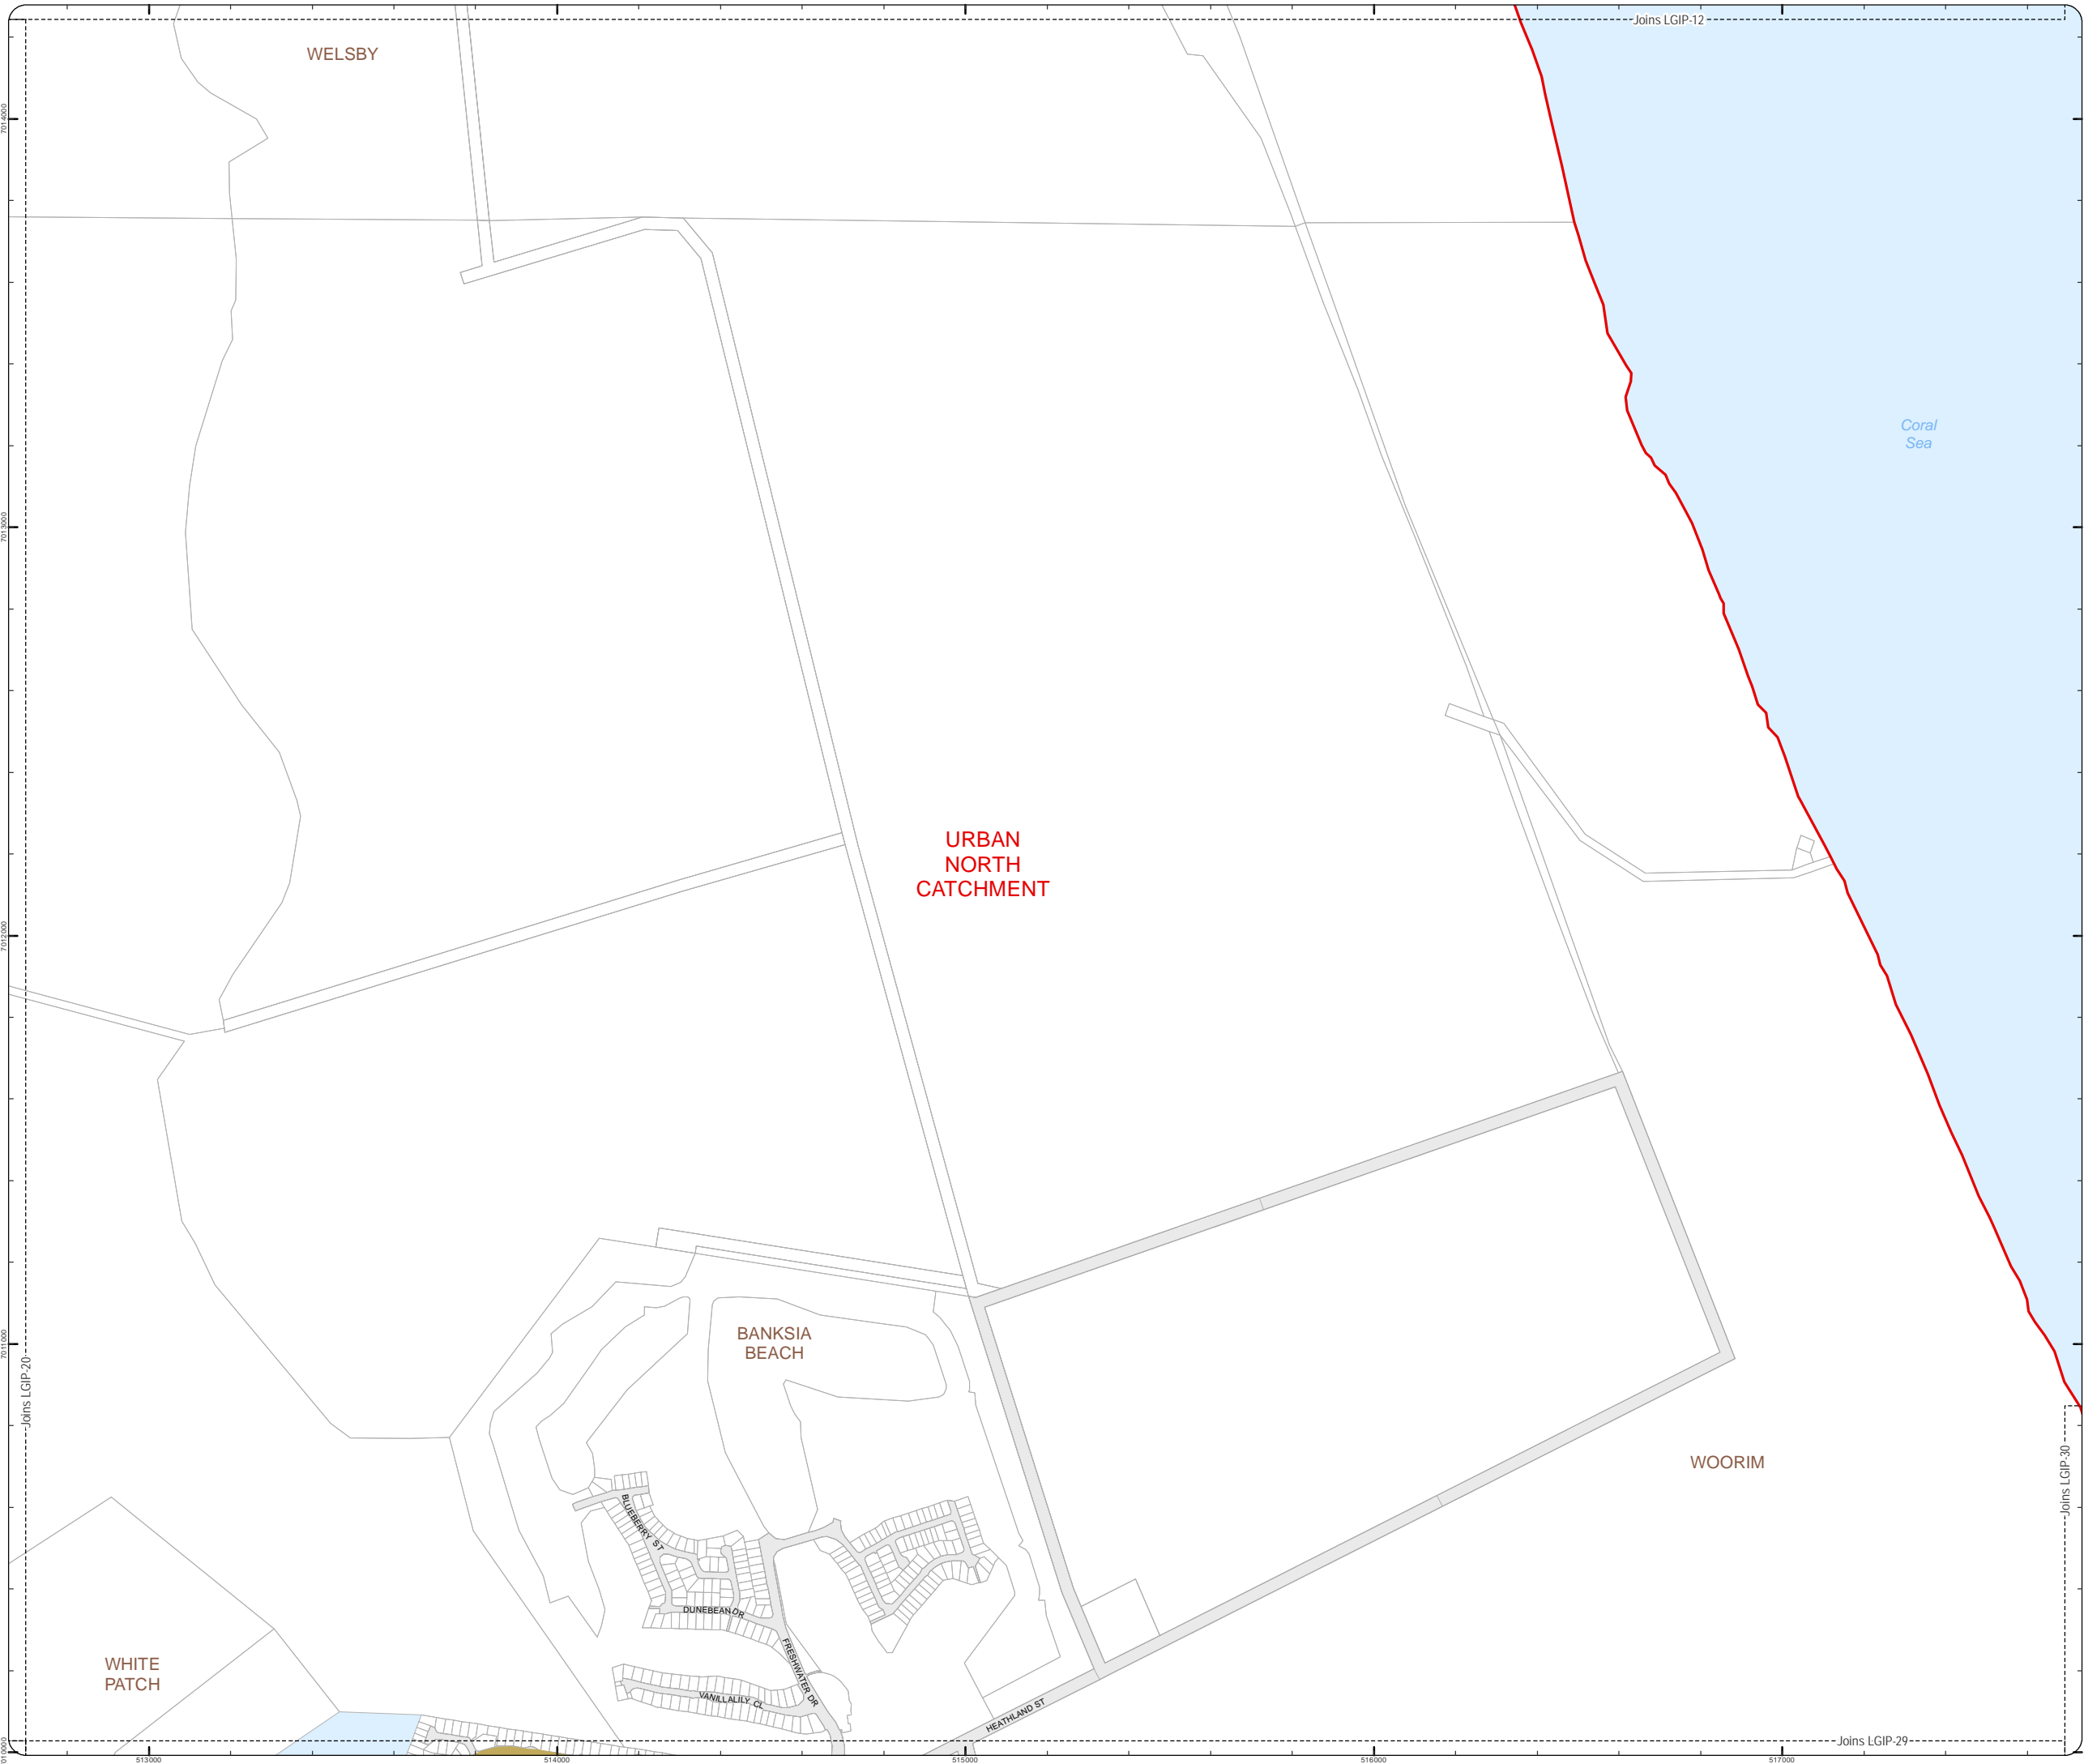 Joins LGIP-12
WELSBY
7014000
Coral
Sea
7013000
URBAN
NORTH
CATCHMENT
7012000
BANKSIA
BEACH
7011000
Joins LGIP-20
WOORIM
Joins LGIP-30
BLUEBERRY ST
DUNEBEAN DR
FRESHWATER DR
WHITE
PATCH
VANILLALILY CL
HEATHLAND ST
Joins LGIP-29
513000
514000
515000
516000
517000